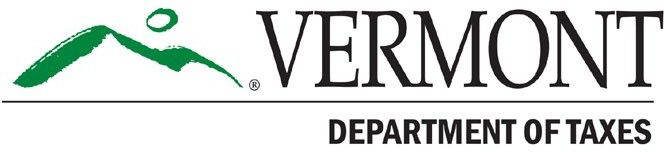 ® VERMONT
DEPARTMENT OF TAXES